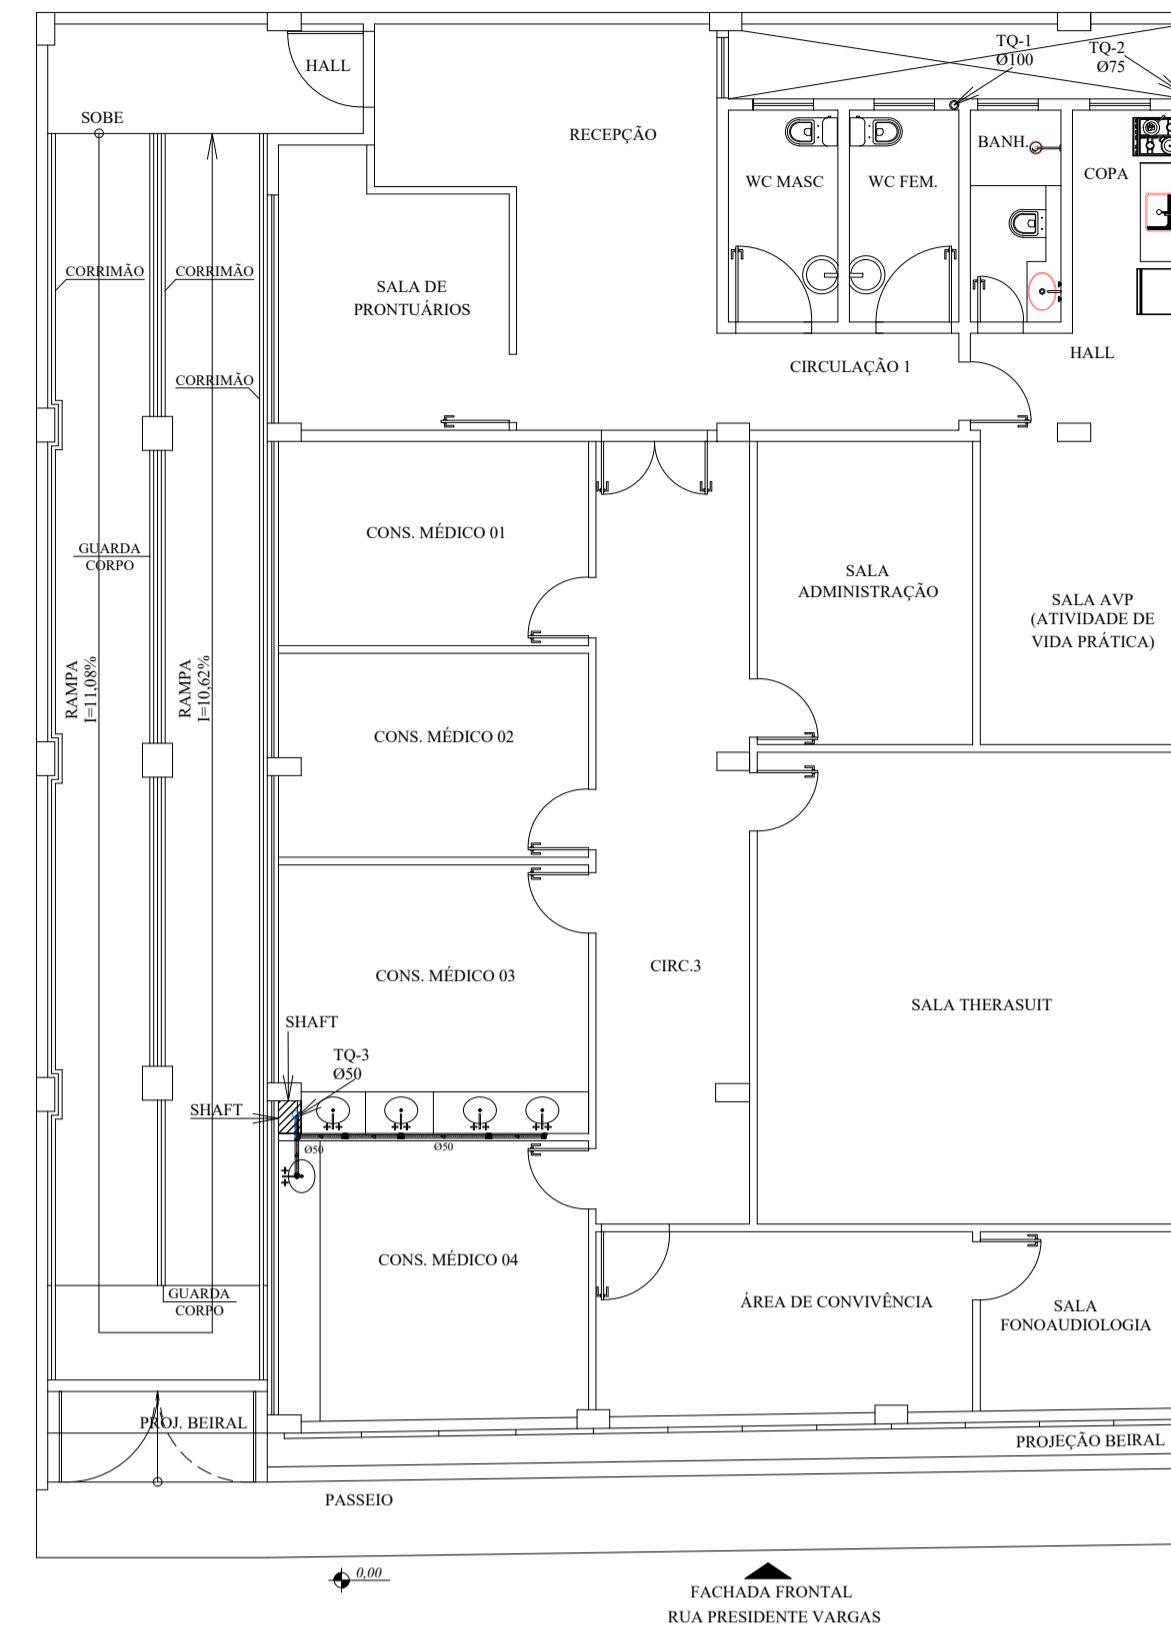 TQ-1
Ø100
TQ-2
Ø75
HALL
SOBE
RECEPÇÃO
BANH.
WC MASC
WC FEM.
COPA
CORRIMÃO
CORRIMÃO
SALA DE
PRONTUÁRIOS
HALL
CIRCULAÇÃO 1
CORRIMÃO
CONS. MÉDICO 01
GUARDA
CORPO
SALA
ADMINISTRAÇÃO
SALA AVP
(ATIVIDADE DE
VIDA PRÁTICA)
RAMPA
I=11,08%
RAMPA
I=10,62%
CONS. MÉDICO 02
CIRC.3
CONS. MÉDICO 03
SALA THERASUIT
SHAFT
TQ-3
Ø50
SHAFT
Ø50
Ø50
CONS. MÉDICO 04
GUARDA
CORPO
ÁREA DE CONVIVÊNCIA
SALA
FONOAUDIOLOGIA
PROJ. BEIRAL
PROJEÇÃO BEIRAL
PASSEIO
0,00
FACHADA FRONTAL
RUA PRESIDENTE VARGAS